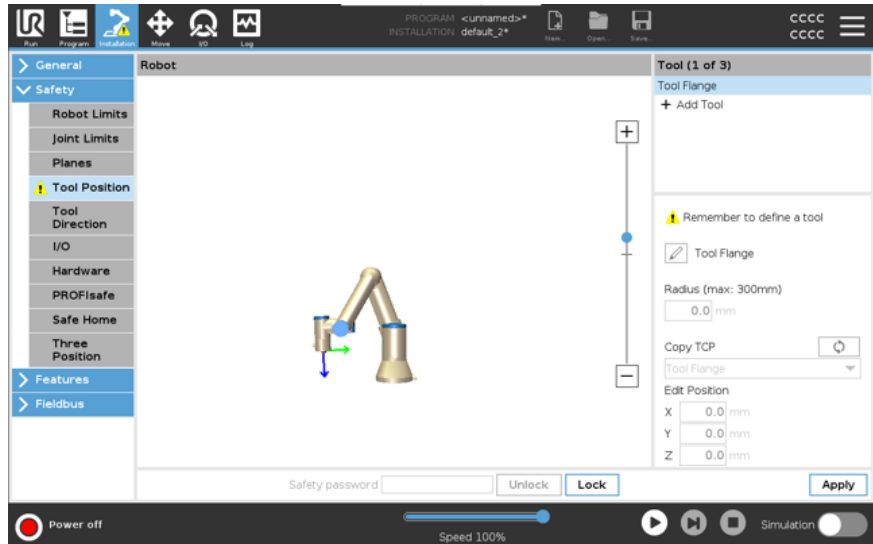 PROGRAM <unnamed>*
INSTALLATION default_2*
UR
Run
Program
Installation
Move
I/O
Log
New...
Open...
Save...
cccc
cccc
General
Safety
Robot Limits
Joint Limits
Planes
Tool Position
Tool
Direction
I/O
Hardware
PROFIsafe
Safe Home
Three
Position
Features
Fieldbus
Robot
Tool (1 of 3)
Tool Flange
+ Add Tool
Remember to define a tool
Tool Flange
Radius (max: 300mm)
0.0 mm
Copy TCP
Tool Flange
Edit Position
X 0.0 mm
Y 0.0 mm
Z 0.0 mm
Safety password
Unlock
Lock
Apply
Power off
Speed 100%
Simulation